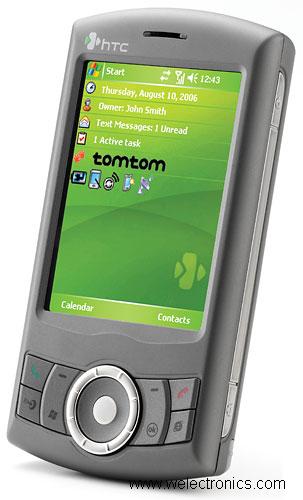 htc
Start 12:43
Thursday, August 10, 2006
Owner: John Smith
Text Messages: 1 Unread
1 Active task
tomtom
Calendar Contacts
ok
www.welectronics.com